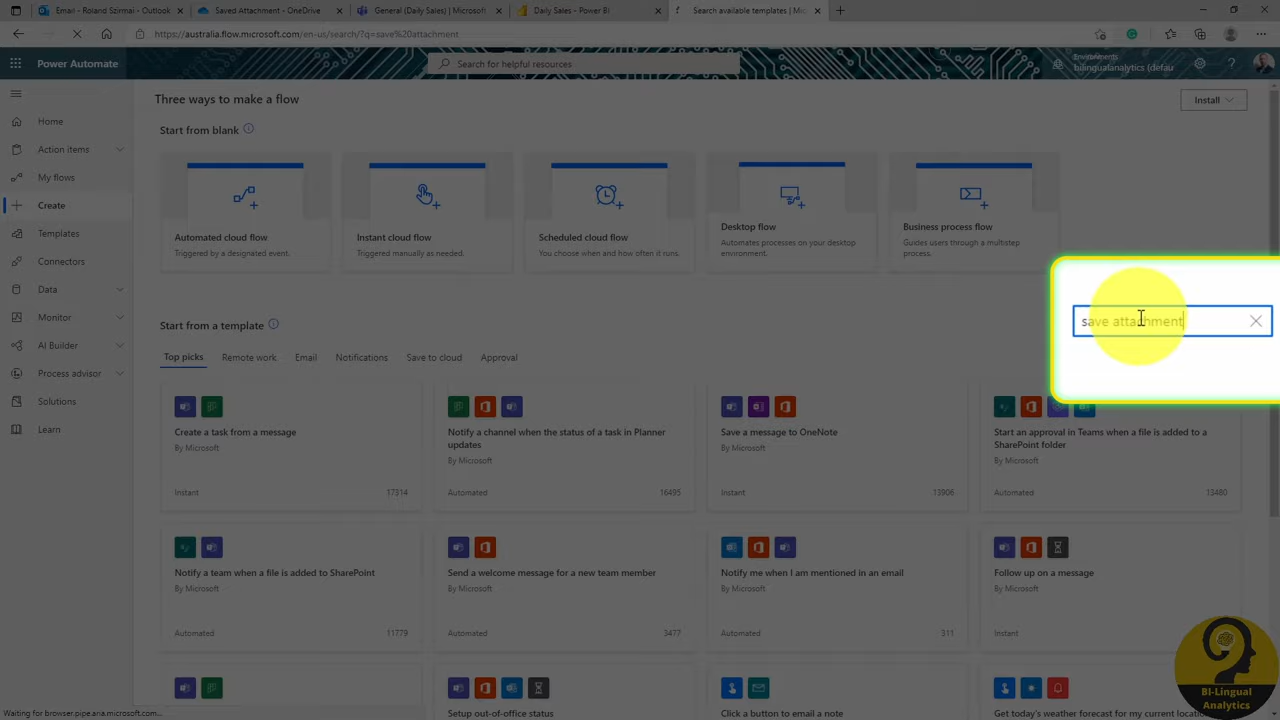 Email - Roland Szirmai - Outlook
Saved Attachment - OneDrive
General (Daily Sales) | Microsoft
Daily Sales - Power BI
Search available templates | Mic
https://australia.flow.microsoft.com/en-us/search/?q=save%20attachment
Power Automate
Search for helpful resources
Environments
bilingualanalytics (defau
Three ways to make a flow
Install
Home
Action items
My flows
Create
Templates
Connectors
Data
Monitor
AI Builder
Process advisor
Solutions
Learn
Start from blank
Automated cloud flow
Triggered by a designated event.
Instant cloud flow
Triggered manually as needed.
Scheduled cloud flow
You choose when and how often it runs.
Desktop flow
Automates processes on your desktop
environment.
Business process flow
Guides users through a multistep
process.
save attachment
Start from a template
Top picks
Remote work
Email
Notifications
Save to cloud
Approval
Create a task from a message
By Microsoft
Instant
17314
Notify a channel when the status of a task in Planner
updates
By Microsoft
Automated
16495
Save a message to OneNote
By Microsoft
Instant
13906
Start an approval in Teams when a file is added to a
SharePoint folder
By Microsoft
Automated
13480
Notify a team when a file is added to SharePoint
By Microsoft
Automated
11779
Send a welcome message for a new team member
By Microsoft
Automated
3477
Notify me when I am mentioned in an email
By Microsoft
Automated
311
Follow up on a message
By Microsoft
Instant
Setup out-of-office status
Click a button to email a note
Get today's weather forecast for my current locatio
BI-Lingual
Analytics
Waiting for browser.pipe.aria.microsoft.com...